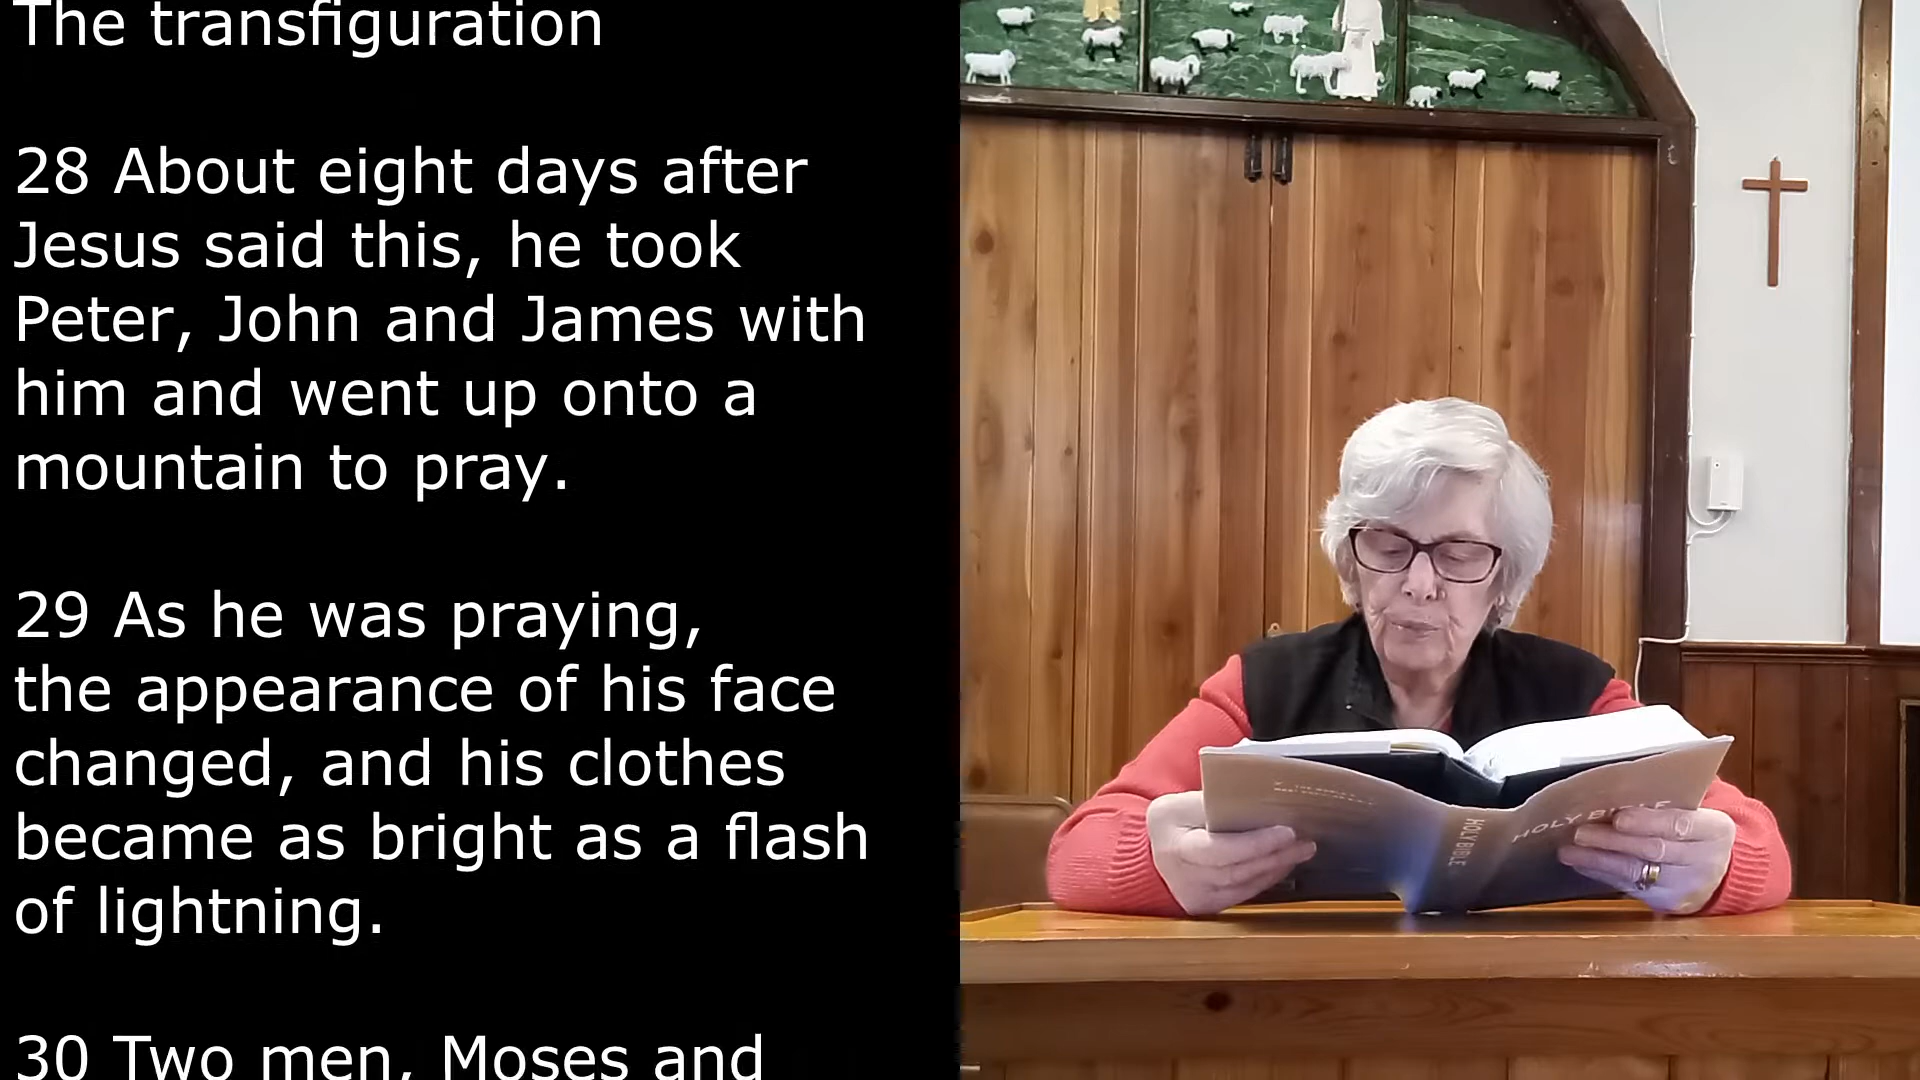 The transfiguration
28 About eight days after
Jesus said this, he took
Peter, John and James with
him and went up onto a
mountain to pray.
29 As he was praying,
the appearance of his face
changed, and his clothes
became as bright as a flash
of lightning.
30 Two men, Moses and
HOLY BIBLE
HOLY BIBLE